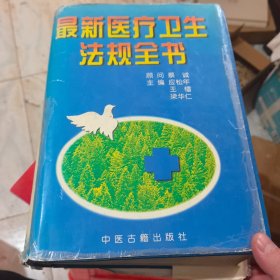 最新医疗卫生
法规全书
顾问 蔡诚
主编 应松年
王幡
梁华仁
中医古籍出版社